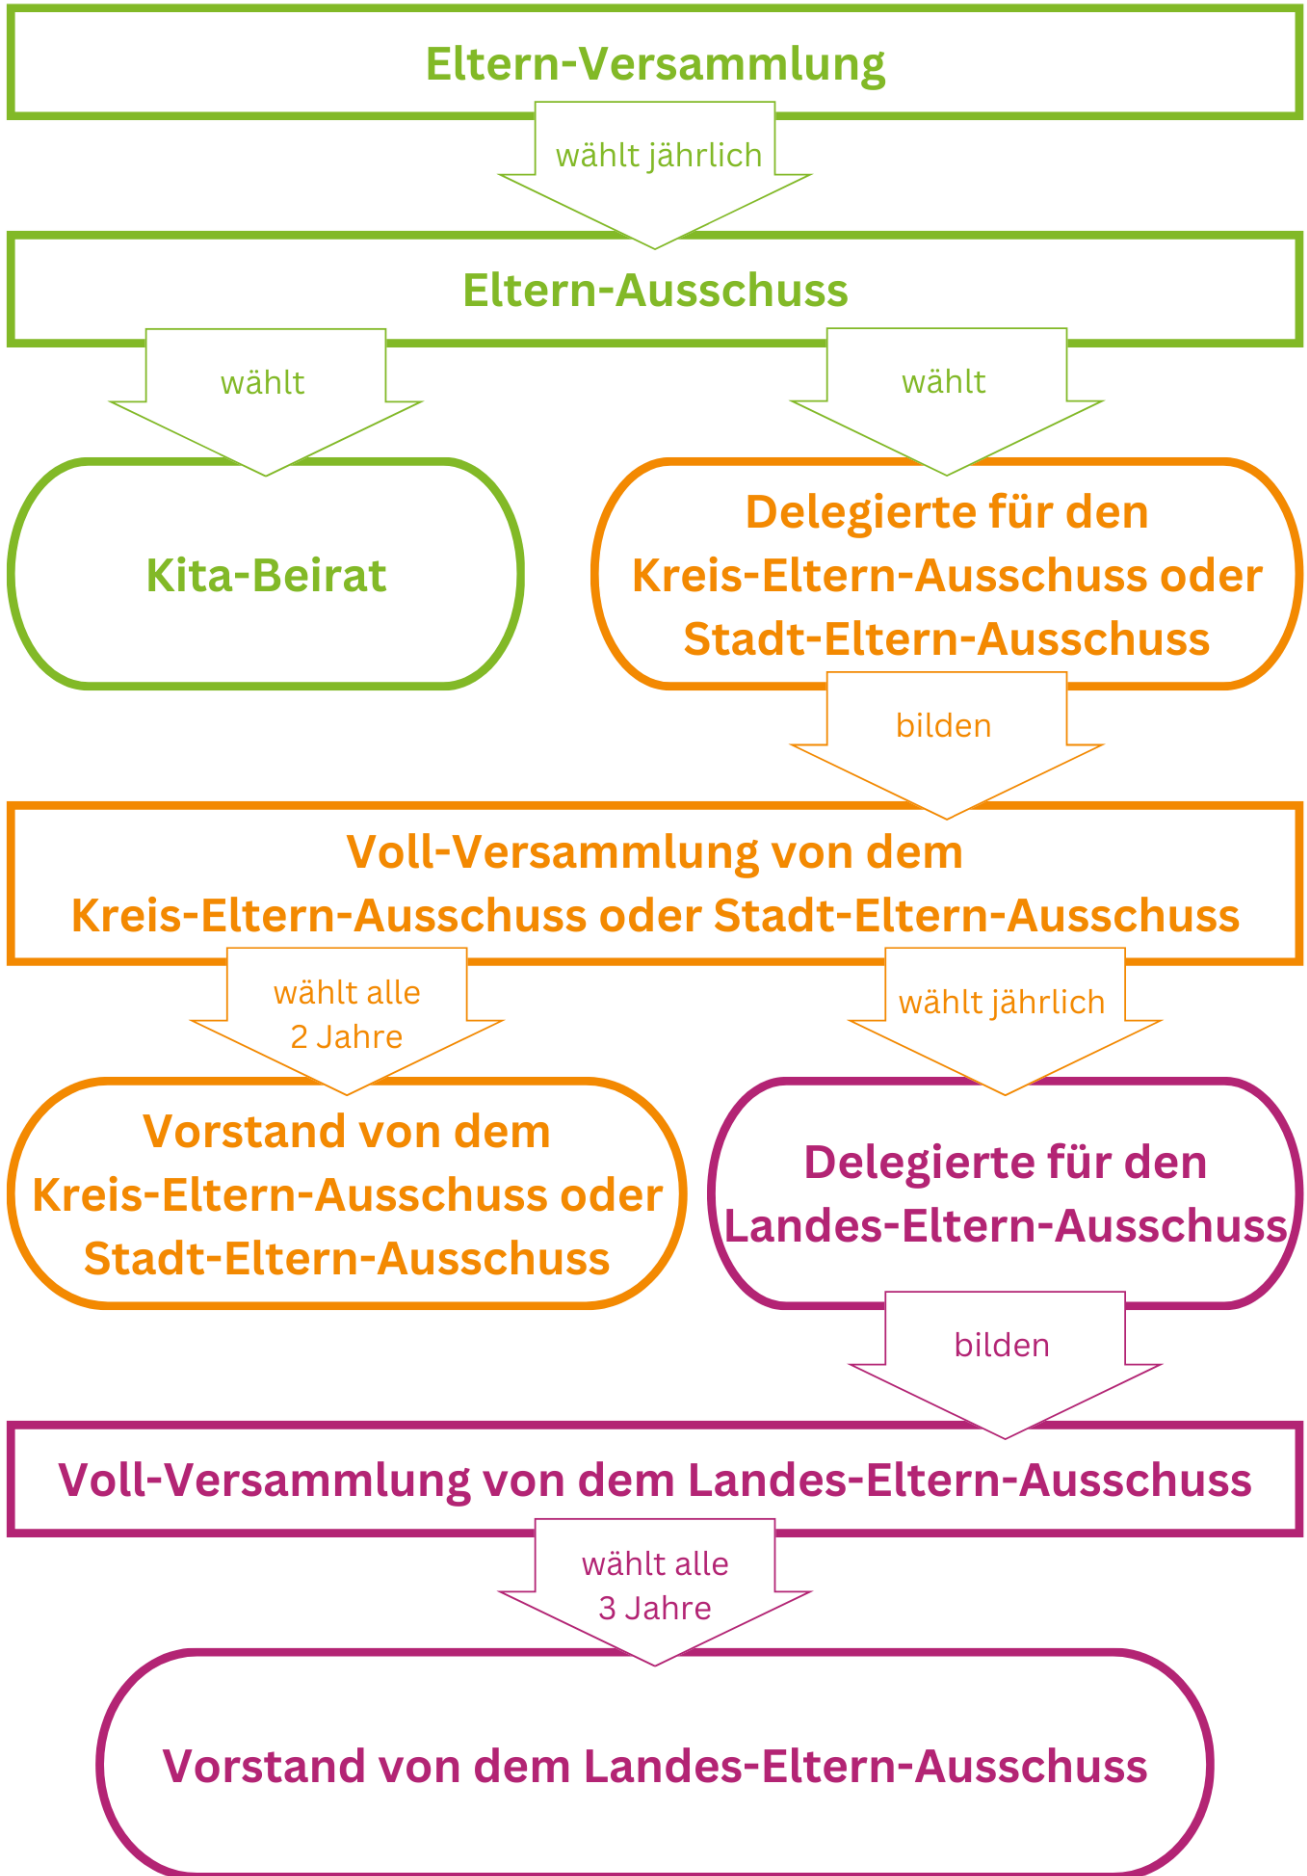 Eltern-Versammlung
wählt jährlich
Eltern-Ausschuss
wählt
wählt
Kita-Beirat
Delegierte für den
Kreis-Eltern-Ausschuss oder
Stadt-Eltern-Ausschuss
bilden
Voll-Versammlung von dem
Kreis-Eltern-Ausschuss oder Stadt-Eltern-Ausschuss
wählt alle
2 Jahre
wählt jährlich
Vorstand von dem
Kreis-Eltern-Ausschuss oder
Stadt-Eltern-Ausschuss
Delegierte für den
Landes-Eltern-Ausschuss
bilden
Voll-Versammlung von dem Landes-Eltern-Ausschuss
wählt alle
3 Jahre
Vorstand von dem Landes-Eltern-Ausschuss